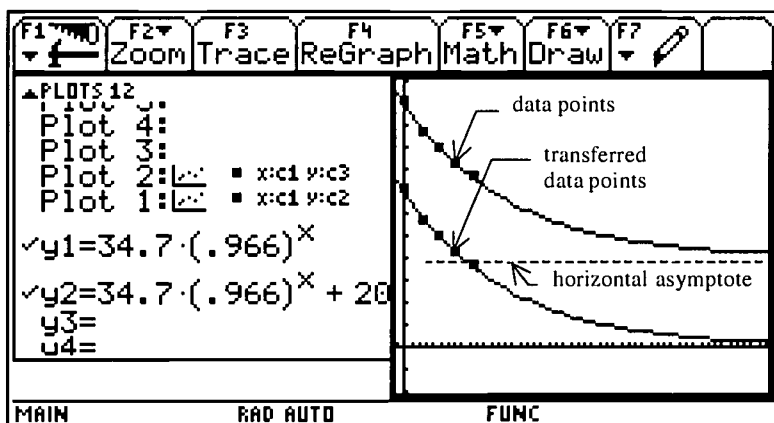 F1 F2 F3 F4 F5 F6 F7
Zoom Trace ReGraph Math Draw
PLOTS 12
Plot 4:
Plot 3:
Plot 2: x:c1 y:c3
Plot 1: x:c1 y:c2
✓y1=34.7·(.966)^x
✓y2=34.7·(.966)^x + 20
y3=
y4=
data points
transferred
data points
horizontal asymptote
MAIN RAD AUTO FUNC